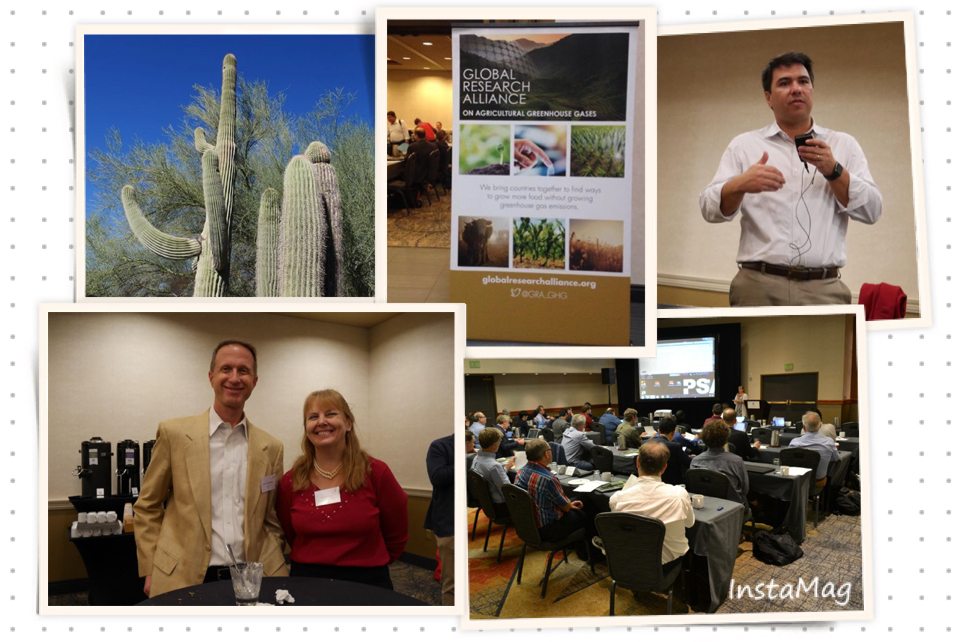 GLOBAL
RESEARCH
ALLIANCE
ON AGRICULTURAL GREENHOUSE GASES
We bring countries together to find ways
to grow more food without growing
greenhouse gas emissions.
globalresearchalliance.org
@GRA_GHG
PSA
InstaMag